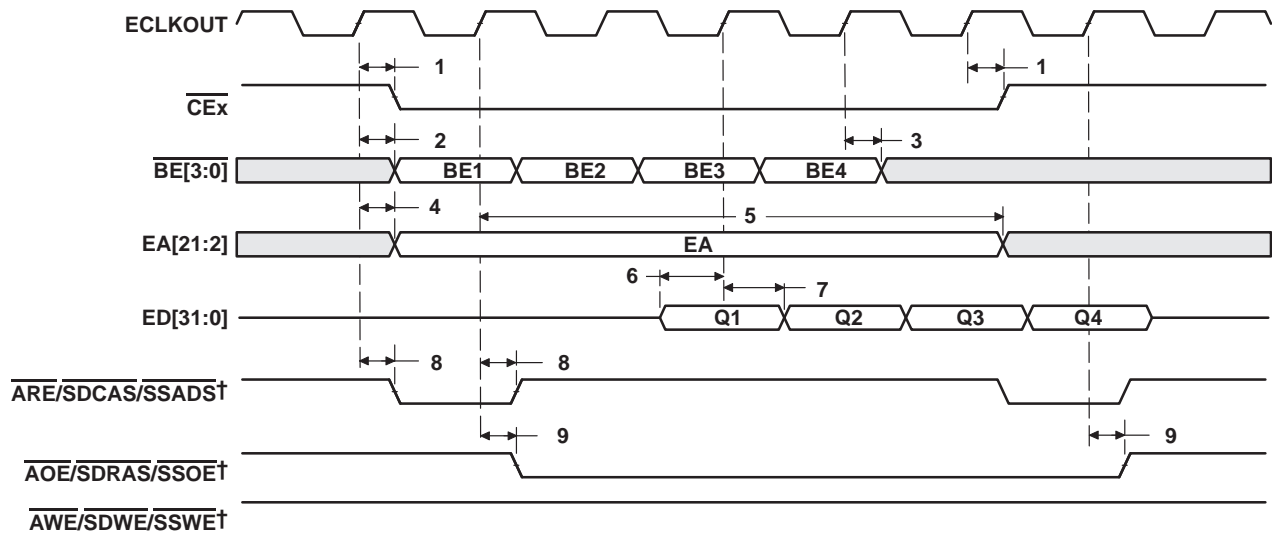 ECLKOUT
1 1
CEx
2 3
BE[3:0] BE1 BE2 BE3 BE4
4 5
EA[21:2] EA
6 7
ED[31:0] Q1 Q2 Q3 Q4
8 8
ARE/SDCAS/SSADS†
9 9
AOE/SDRAS/SSOE†
AWE/SDWE/SSWE†